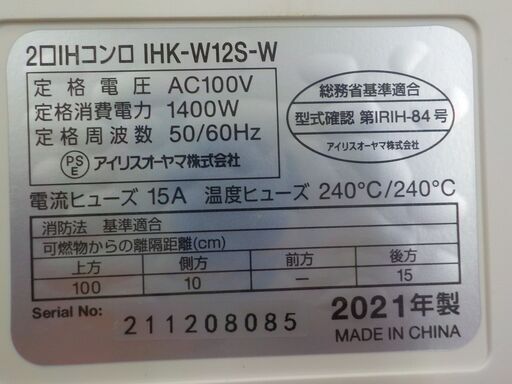 2口IHコンロ IHK-W12S-W
定格電圧 AC100V
定格消費電力 1400W
定格周波数 50/60Hz
PSE アイリスオーヤマ株式会社
総務省基準適合
型式確認 第IRIH-84号
アイリスオーヤマ株式会社
電流ヒューズ 15A 温度ヒューズ 240℃/240℃
消防法 基準適合
可燃物からの離隔距離(cm)
上方 側方 前方 後方
100 10 — 15
Serial No: 211208085
2021年製
MADE IN CHINA